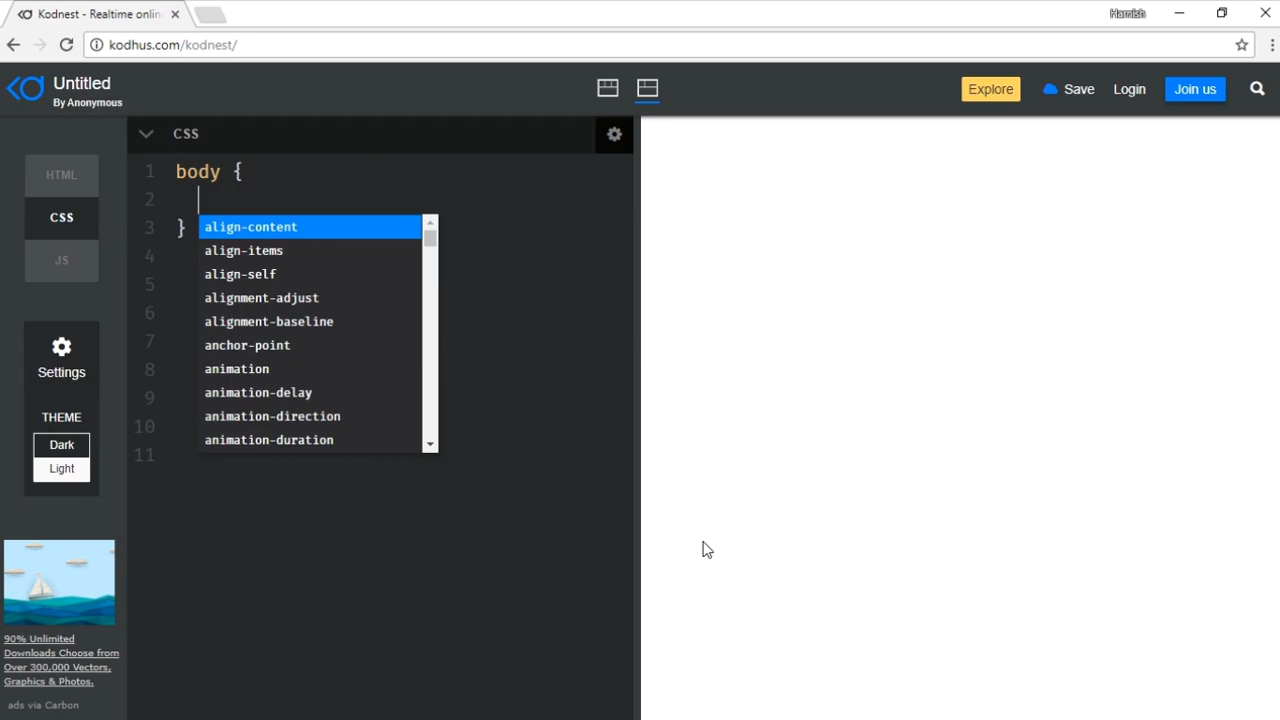 Kodnest - Realtime onlin
Hamish
kodhus.com/kodnest/
Untitled
By Anonymous
Explore
Save
Login
Join us
HTML
CSS
JS
Settings
THEME
Dark
Light
90% Unlimited
Downloads Choose from
Over 300,000 Vectors,
Graphics & Photos.
ads via Carbon
CSS
1 body {
2
3 }
4
5
6
7
8
9
10
11
align-content
align-items
align-self
alignment-adjust
alignment-baseline
anchor-point
animation
animation-delay
animation-direction
animation-duration